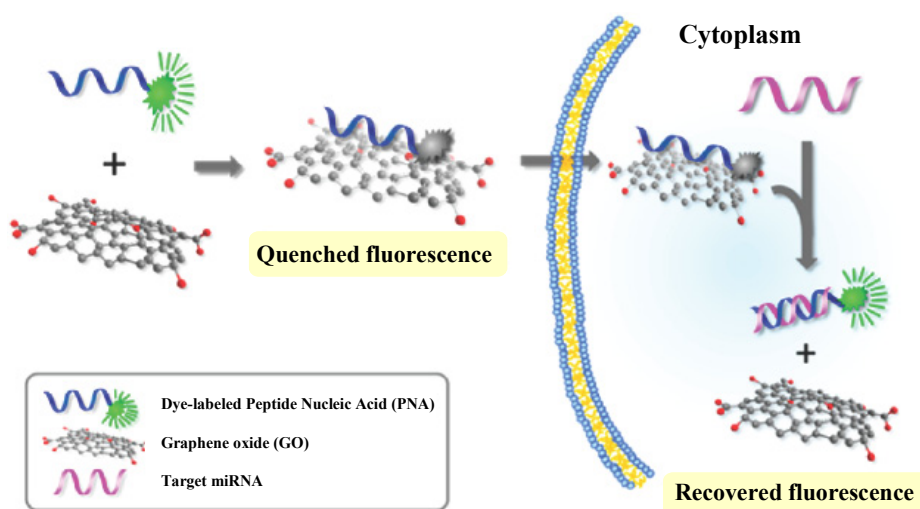 Cytoplasm
+
Quenched fluorescence
+
Dye-labeled Peptide Nucleic Acid (PNA)
Graphene oxide (GO)
Target miRNA
Recovered fluorescence